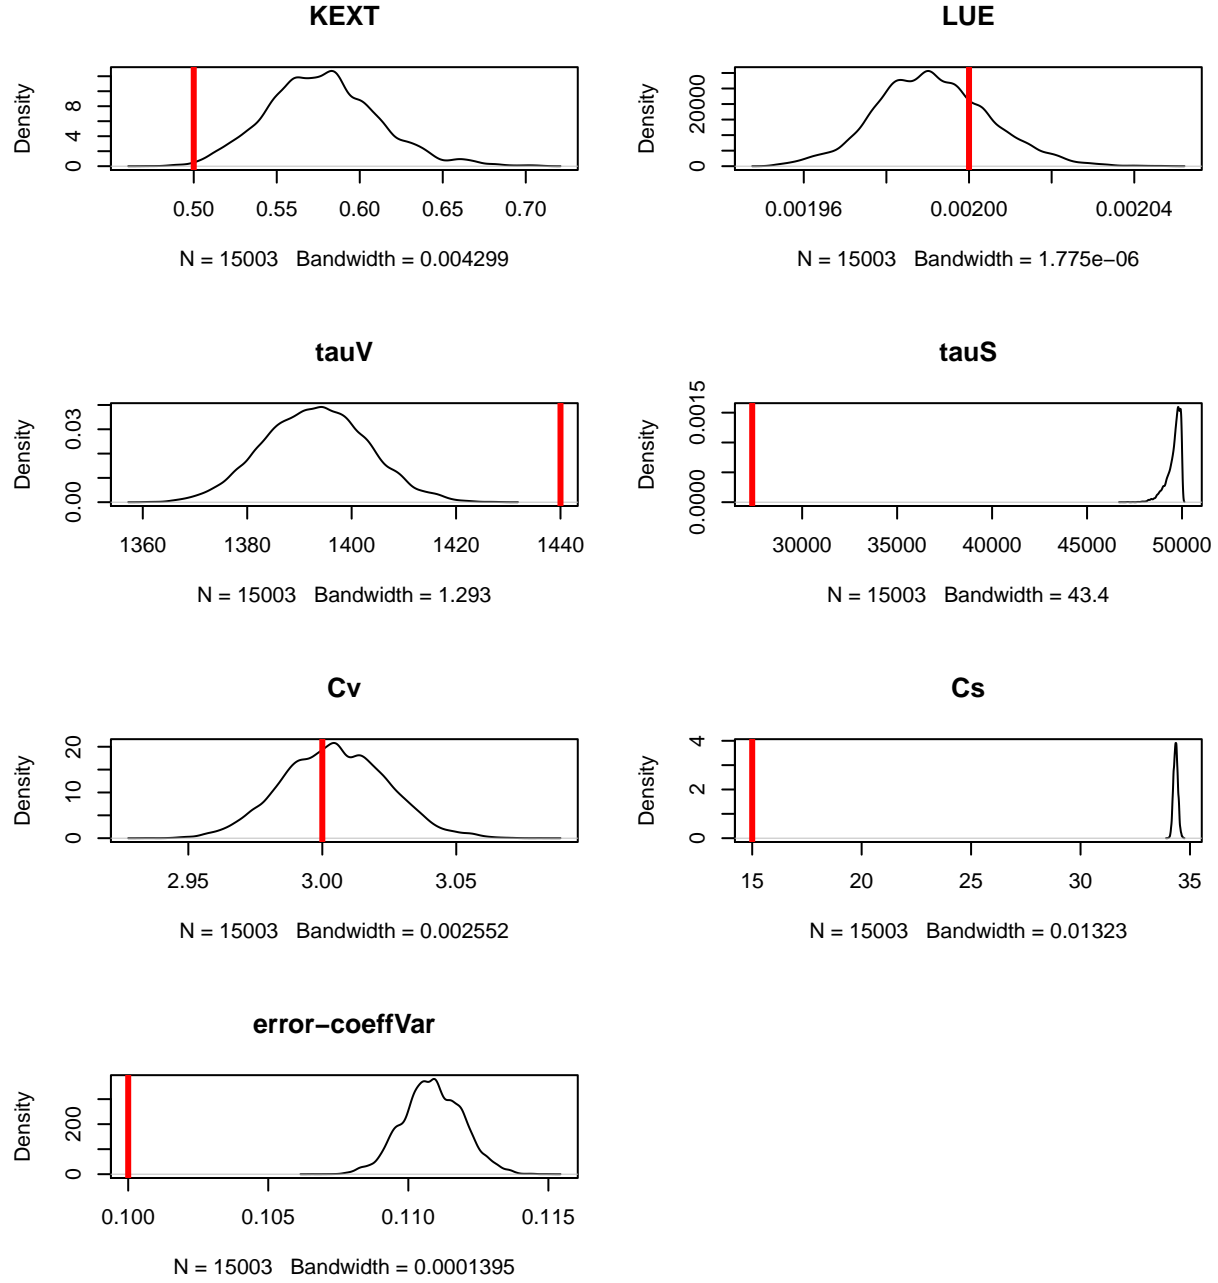 KEXT
Density
0 4 8
0.50 0.55 0.60 0.65 0.70
N = 15003 Bandwidth = 0.004299
LUE
Density
0 20000
0.00196 0.00200 0.00204
N = 15003 Bandwidth = 1.775e−06
tauV
Density
0.00 0.03
1360 1380 1400 1420 1440
N = 15003 Bandwidth = 1.293
tauS
Density
0.0000 0.0015
30000 35000 40000 45000 50000
N = 15003 Bandwidth = 43.4
Cv
Density
0 10 20
2.95 3.00 3.05
N = 15003 Bandwidth = 0.002552
Cs
Density
0 2 4
15 20 25 30 35
N = 15003 Bandwidth = 0.01323
error−coeffVar
Density
0 200
0.100 0.105 0.110 0.115
N = 15003 Bandwidth = 0.0001395